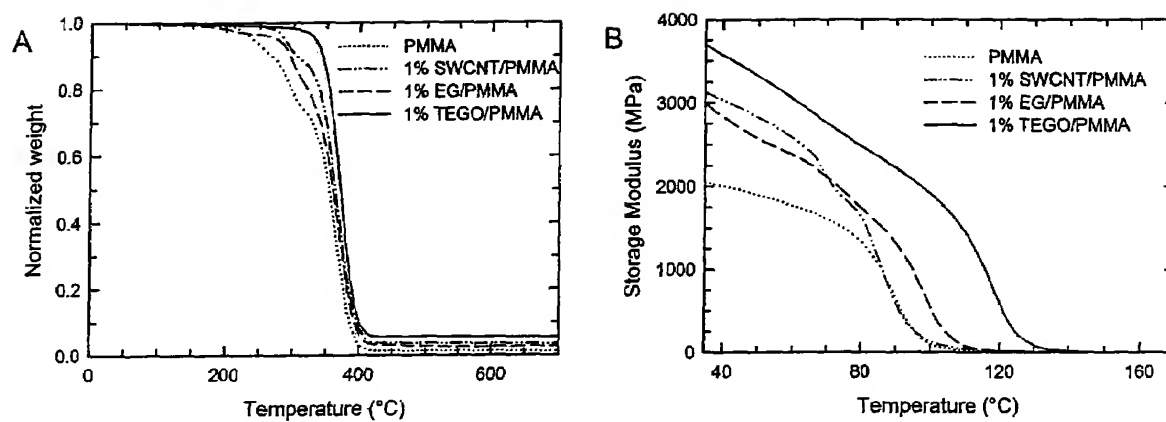 A
Normalized weight
1.0
0.8
0.6
0.4
0.2
0.0
0
200
400
600
Temperature (°C)
PMMA
1% SWCNT/PMMA
1% EG/PMMA
1% TEGO/PMMA
B
Storage Modulus (MPa)
4000
3000
2000
1000
0
40
80
120
160
Temperature (°C)
PMMA
1% SWCNT/PMMA
1% EG/PMMA
1% TEGO/PMMA